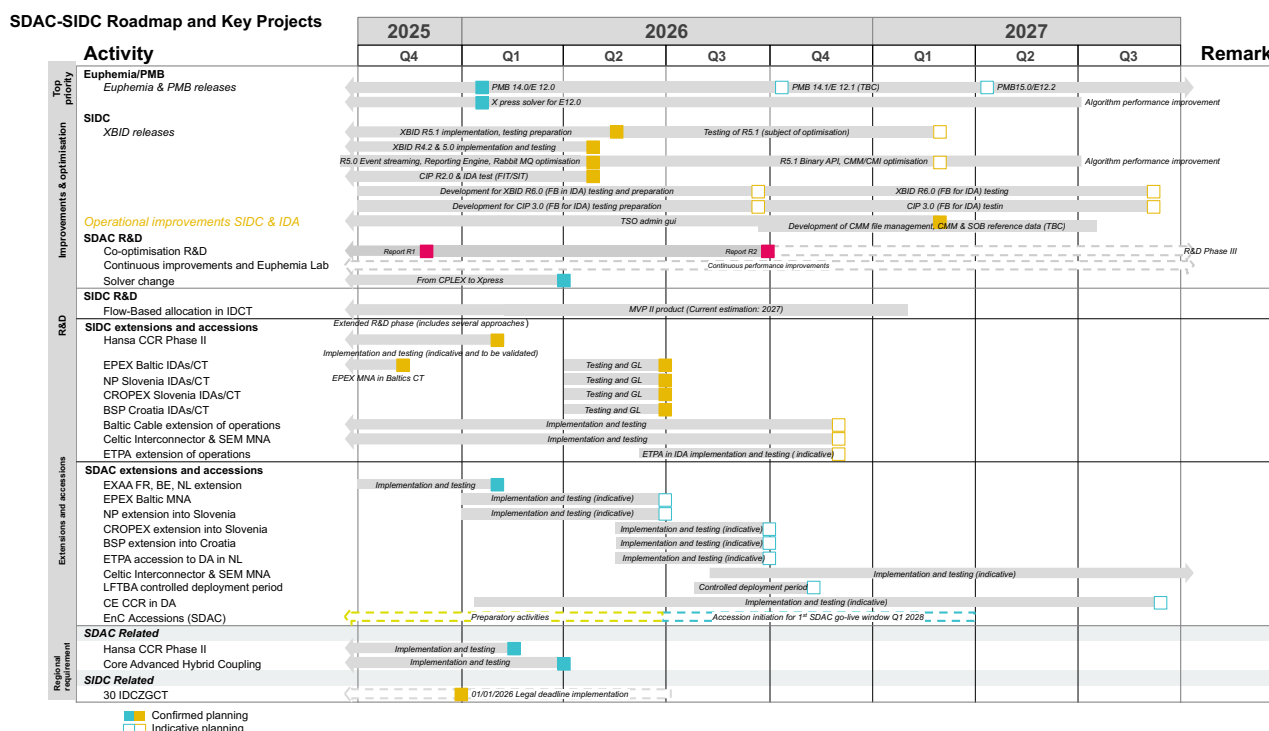 SDAC-SIDC Roadmap and Key Projects
2025 2026 2027
Activity Q4 Q1 Q2 Q3 Q4 Q1 Q2 Q3 Remark
Top priority
Euphemia/PMB
Euphemia & PMB releases PMB 14.0/E 12.0 PMB 14.1/E 12.1 (TBC) PMB15.0/E12.2
X press solver for E12.0 Algorithm performance improvement
Improvements & optimisation
SIDC
XBID releases XBID R5.1 implementation, testing preparation Testing of R5.1 (subject of optimisation)
XBID R4.2 & 5.0 implementation and testing
R5.0 Event streaming, Reporting Engine, Rabbit MQ optimisation R5.1 Binary API, CMM/CMI optimisation Algorithm performance improvement
CIP R2.0 & IDA test (FIT/SIT)
Development for XBID R6.0 (FB in IDA) testing and preparation XBID R6.0 (FB for IDA) testing
Development for CIP 3.0 (FB for IDA) testing preparation CIP 3.0 (FB for IDA) testin
Operational improvements SIDC & IDA TSO admin gui Development of CMM file management, CMM & SOB reference data (TBC)
SDAC R&D
Co-optimisation R&D Report R1 Report R2 R&D Phase III
Continuous improvements and Euphemia Lab Continuous performance improvements
Solver change From CPLEX to Xpress
R&D
SIDC R&D
Flow-Based allocation in IDCT MVP II product (Current estimation: 2027)
SIDC extensions and accessions Extended R&D phase (includes several approaches)
Hansa CCR Phase II
Implementation and testing (indicative and to be validated)
EPEX Baltic IDAs/CT Testing and GL
NP Slovenia IDAs/CT EPEX MNA in Baltics CT Testing and GL
CROPEX Slovenia IDAs/CT Testing and GL
BSP Croatia IDAs/CT Testing and GL
Baltic Cable extension of operations Implementation and testing
Celtic Interconnector & SEM MNA Implementation and testing
ETPA extension of operations ETPA in IDA implementation and testing (indicative)
Extensions and accessions
SDAC extensions and accessions
EXAA FR, BE, NL extension Implementation and testing
EPEX Baltic MNA Implementation and testing (indicative)
NP extension into Slovenia Implementation and testing (indicative)
CROPEX extension into Slovenia Implementation and testing (indicative)
BSP extension into Croatia Implementation and testing (indicative)
ETPA accession to DA in NL Implementation and testing (indicative)
Celtic Interconnector & SEM MNA Implementation and testing (indicative)
LFTBA controlled deployment period Controlled deployment period
CE CCR in DA Implementation and testing (indicative)
EnC Accessions (SDAC) Preparatory activities Accession initiation for 1st SDAC go-live window Q1 2028
Regional requirement
SDAC Related
Hansa CCR Phase II Implementation and testing
Core Advanced Hybrid Coupling Implementation and testing
SIDC Related
30 IDCZGCT 01/01/2026 Legal deadline implementation
Confirmed planning
Indicative planning